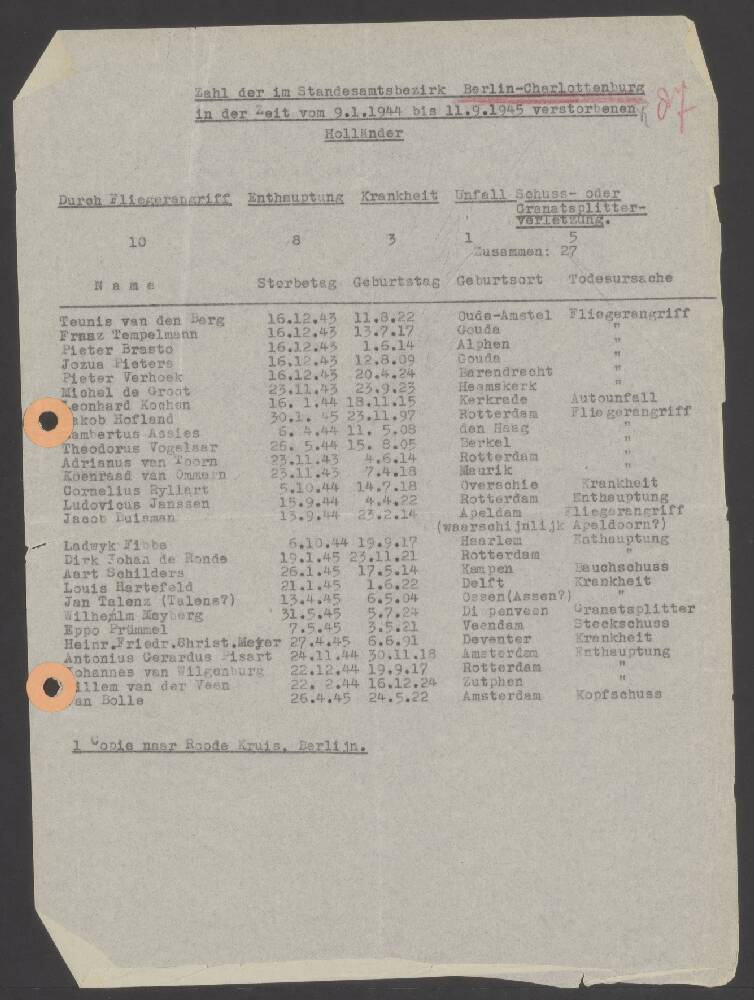 Zahl der im Standesamtsbezirk Berlin-Charlottenburg
in der Zeit vom 9.1.1944 bis 11.9.1945 verstorbenen
87
Holländer
Durch Fliegerangriff Enthauptung Krankheit Unfall Schuss- oder
Granatsplitter-
verletzung.
10 8 3 1 5
Zusammen: 27
Name Sterbetag Geburtstag Geburtsort Todesursache
Teunis van den Berg 16.12.43 11.8.22 Oude-Amstel Fliegerangriff
Franz Tempelmann 16.12.43 13.7.17 Gouda "
Pieter Brasto 16.12.43 1.6.14 Alphen "
Jozua Pieters 16.12.43 12.8.09 Gouda "
Pieter Verhoek 16.12.43 20.4.24 Barendrecht "
Michel de Groot 23.11.43 23.9.23 Heemskerk "
Leonhard Kochen 16. 1.44 18.11.15 Kerkrade Autounfall
akob Hofland 30.1. 45 23.11.97 Rotterdam Fliegerangriff
ambertus Assies 6. 4.44 11. 5.08 den Haag "
Theodorus Vogelaar 26. 5.44 15. 8.05 Berkel "
Adrianus van Toorn 23.11.43 4.6.14 Rotterdam "
Koenraad van Ommern 23.11.43 7.4.18 Maurik "
Cornelius Ryliart 5.10.44 14.7.18 Overschie Krankheit
Ludovicus Janssen 15.9.44 4.4.22 Rotterdam Enthauptung
Jacob Duisman 13.9.44 23.2.14 Apeldam Fliegerangriff
(waarschijnlijk Apeldoorn?)
Ladwyk Fibbe 6.10.44 19.9.17 Haarlem Enthauptung
Dirk Johan de Ronde 19.1.45 23.11.21 Rotterdam "
Aart Schilders 26.1.45 17.5.14 Kampen Bauchschuss
Louis Hartefeld 21.1.45 1.6.22 Delft Krankheit
Jan Talenz (Talens?) 13.4.45 6.5.04 Ossen(Assen?) "
Wilhelm Meyberg 31.5.45 5.7.24 Diepenveen Granatsplitter
Eppo Prümmel 7.5.45 3.5.21 Veendam Steckschuss
Heinr.Friedr.Christ.Meyer 27.4.45 6.6.91 Deventer Krankheit
Antonius Gerardus Pisart 24.11.44 30.11.18 Amsterdam Enthauptung
Johannes van Wilgenburg 22.12.44 19.9.17 Rotterdam "
illem van der Veen 22. 2.44 16.12.24 Zutphen "
an Bolle 26.4.45 24.5.22 Amsterdam Kopfschuss
1 Copie naar Roode Kruis, Berlijn.